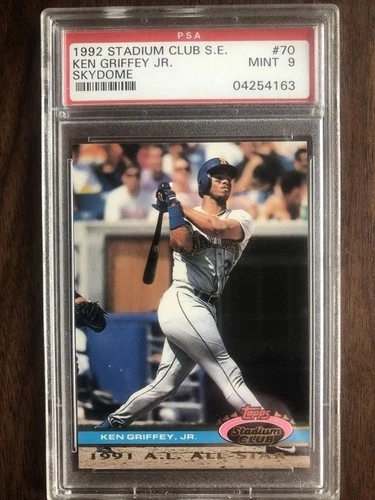 PSA
1992 STADIUM CLUB S.E. #70
KEN GRIFFEY JR. MINT 9
SKYDOME 04254163
Topps
Stadium
CLUB
KEN GRIFFEY, JR.
1991 A.L. ALL-STAR